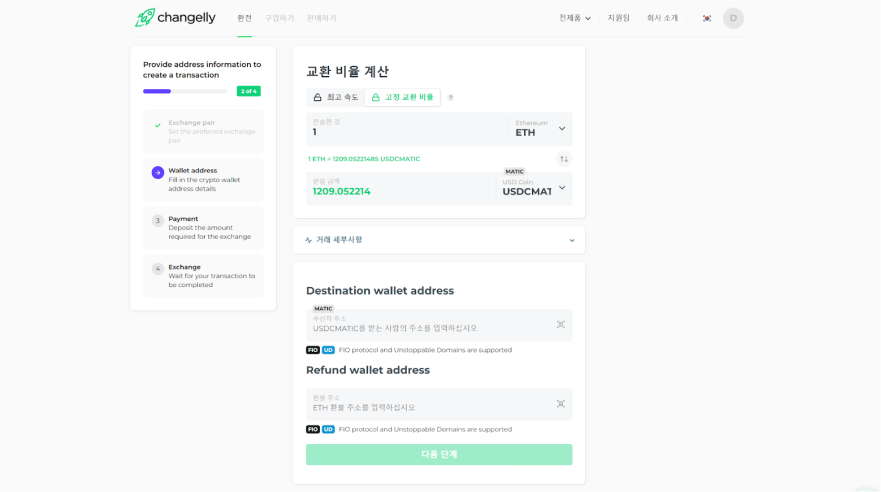 changelly
환전
구입하기
판매하기
전제품
지원팀
회사 소개
D
Provide address information to
create a transaction
2 of 4
Exchange pair
Set the preferred exchange
pair
Wallet address
Fill in the crypto wallet
address details
3
Payment
Deposit the amount
required for the exchange
4
Exchange
Wait for your transaction to
be completed
교환 비율 계산
최고 속도
고정 교환 비율
?
전송한 경
1
Ethereum
ETH
1 ETH = 1209.05221485 USDCMATIC
환불 금액
1209.052214
MATIC
USD Coin
USDCMAT
거래 세부사항
Destination wallet address
MATIC
수신자 주소
USDCMATIC를 받는 사람의 주소를 입력하십시오
FIO UD FIO protocol and Unstoppable Domains are supported
Refund wallet address
환불 주소
ETH 환불 주소를 입력하십시오
FIO UD FIO protocol and Unstoppable Domains are supported
다음 단계